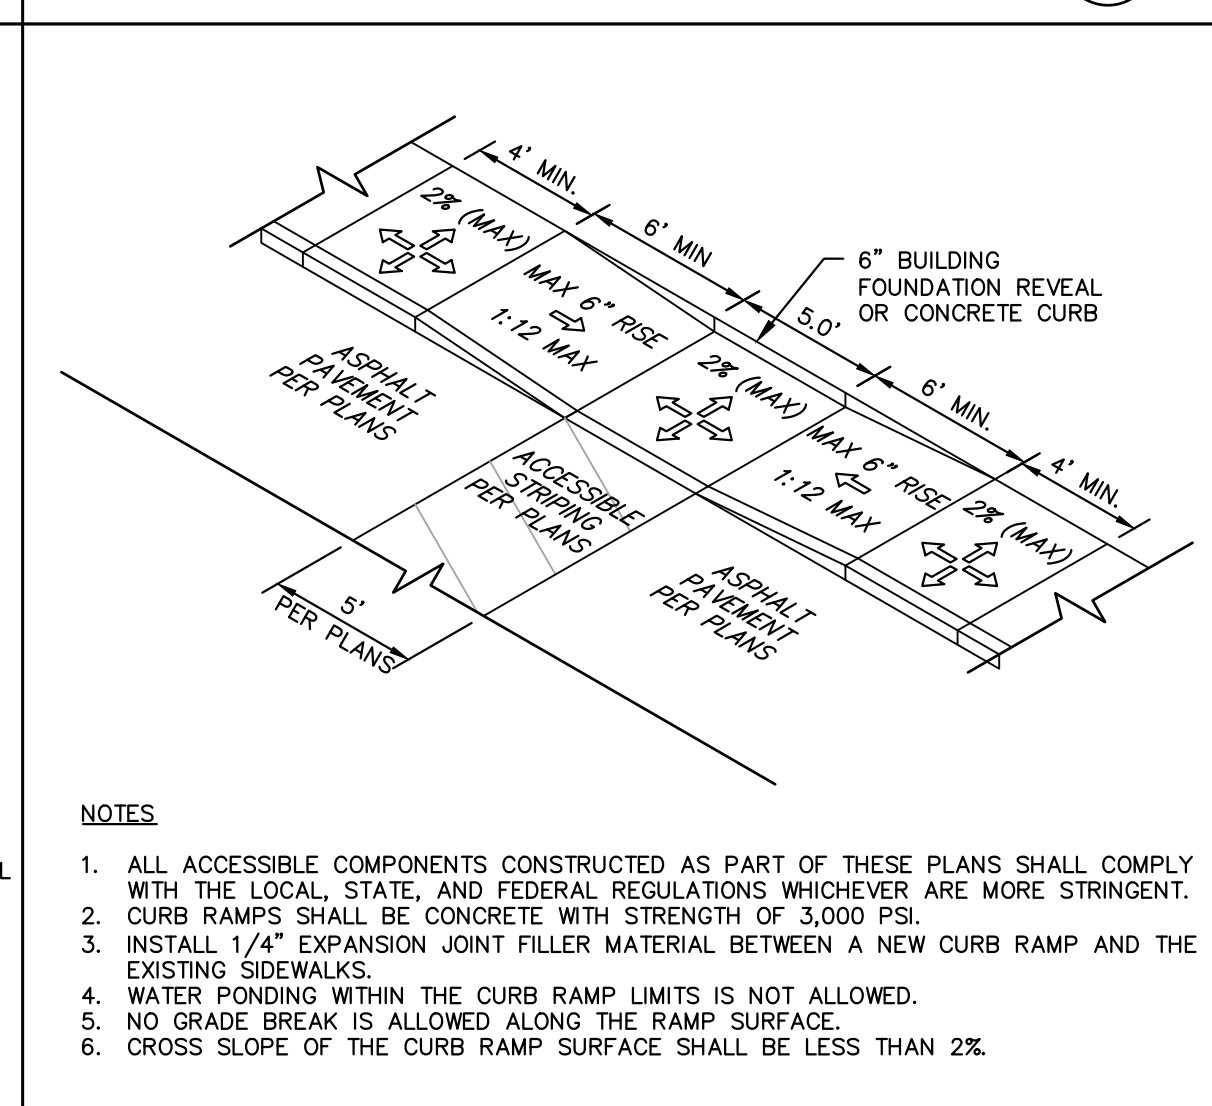 4' MIN.
6' MIN
5.0'
6' MIN.
4' MIN.
6" BUILDING
FOUNDATION REVEAL
OR CONCRETE CURB
2% (MAX)
MAX 6" RISE
1:12 MAX
2% (MAX)
MAX 6" RISE
1:12 MAX
2% (MAX)
ASPHALT
PAVEMENT
PER PLANS
ACCESSIBLE
STRIPING
PER PLANS
ASPHALT
PAVEMENT
PER PLANS
5'
PER PLANS
L
NOTES
1. ALL ACCESSIBLE COMPONENTS CONSTRUCTED AS PART OF THESE PLANS SHALL COMPLY
WITH THE LOCAL, STATE, AND FEDERAL REGULATIONS WHICHEVER ARE MORE STRINGENT.
2. CURB RAMPS SHALL BE CONCRETE WITH STRENGTH OF 3,000 PSI.
3. INSTALL 1/4" EXPANSION JOINT FILLER MATERIAL BETWEEN A NEW CURB RAMP AND THE
EXISTING SIDEWALKS.
4. WATER PONDING WITHIN THE CURB RAMP LIMITS IS NOT ALLOWED.
5. NO GRADE BREAK IS ALLOWED ALONG THE RAMP SURFACE.
6. CROSS SLOPE OF THE CURB RAMP SURFACE SHALL BE LESS THAN 2%.